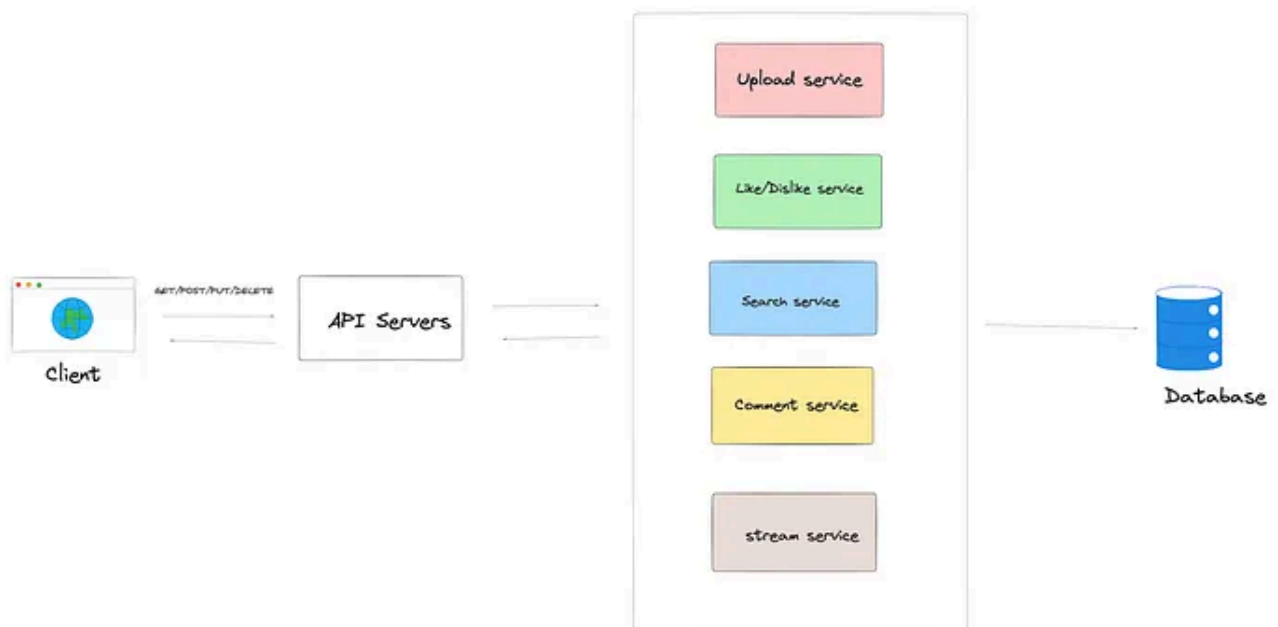 Upload service
Like/Dislike service
GET/POST/PUT/DELETE
Search service
API Servers
Client
Comment service
Database
stream service